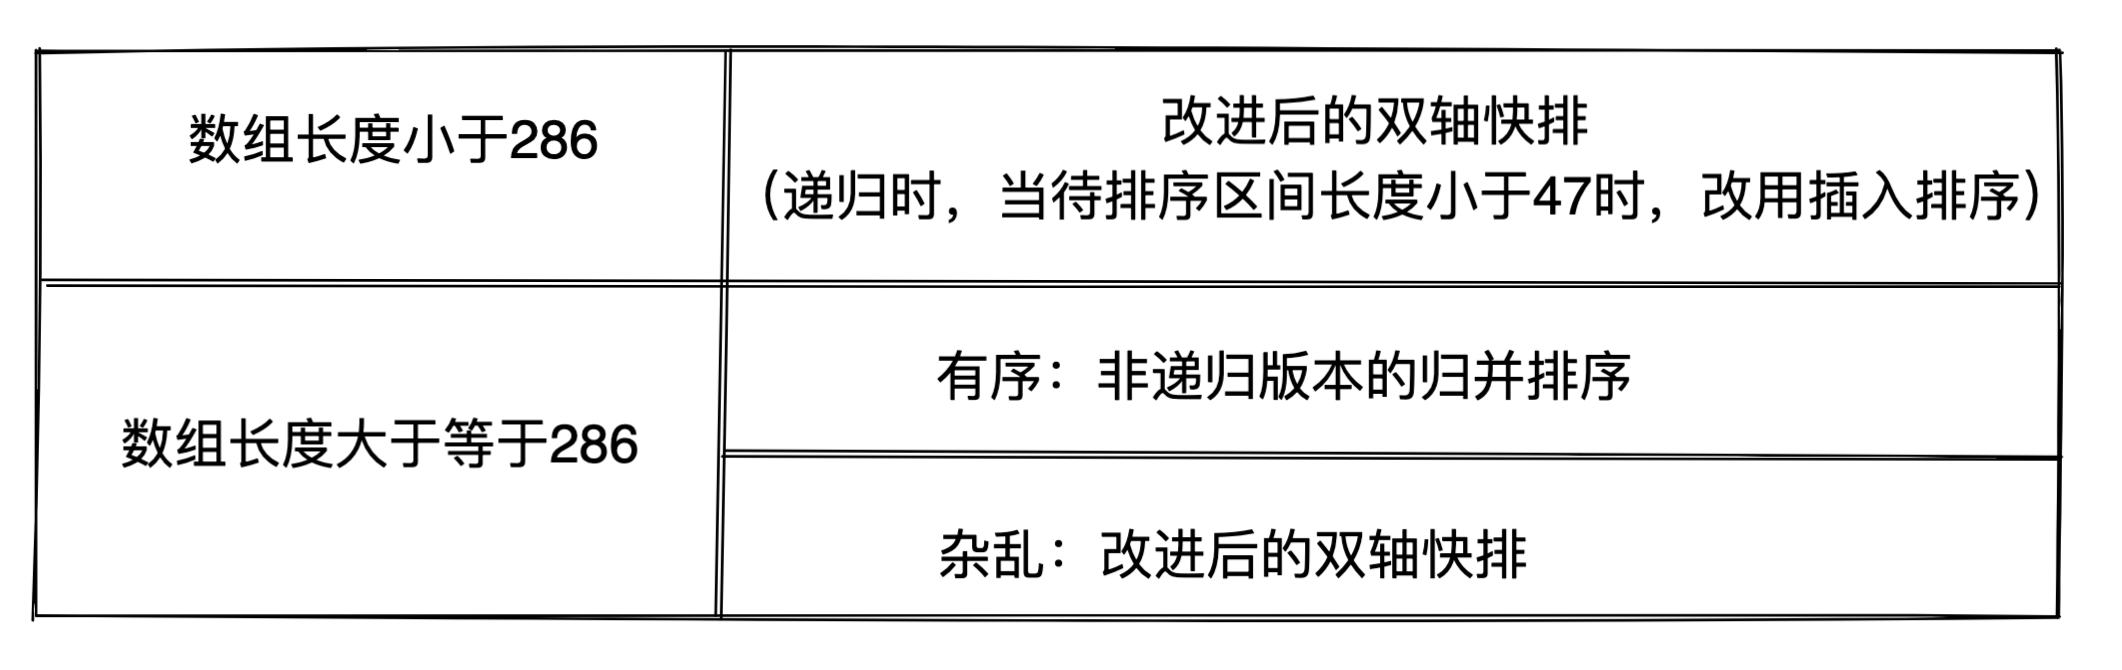 数组长度小于286
改进后的双轴快排
（递归时，当待排序区间长度小于47时，改用插入排序）
数组长度大于等于286
有序：非递归版本的归并排序
杂乱：改进后的双轴快排